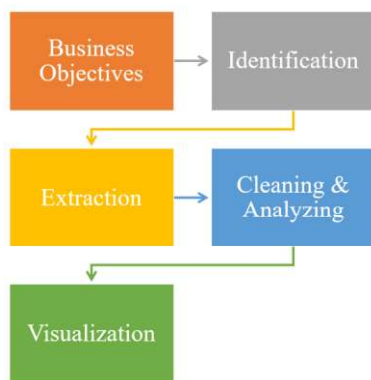 Business
Objectives
Identification
Extraction
Cleaning &
Analyzing
Visualization